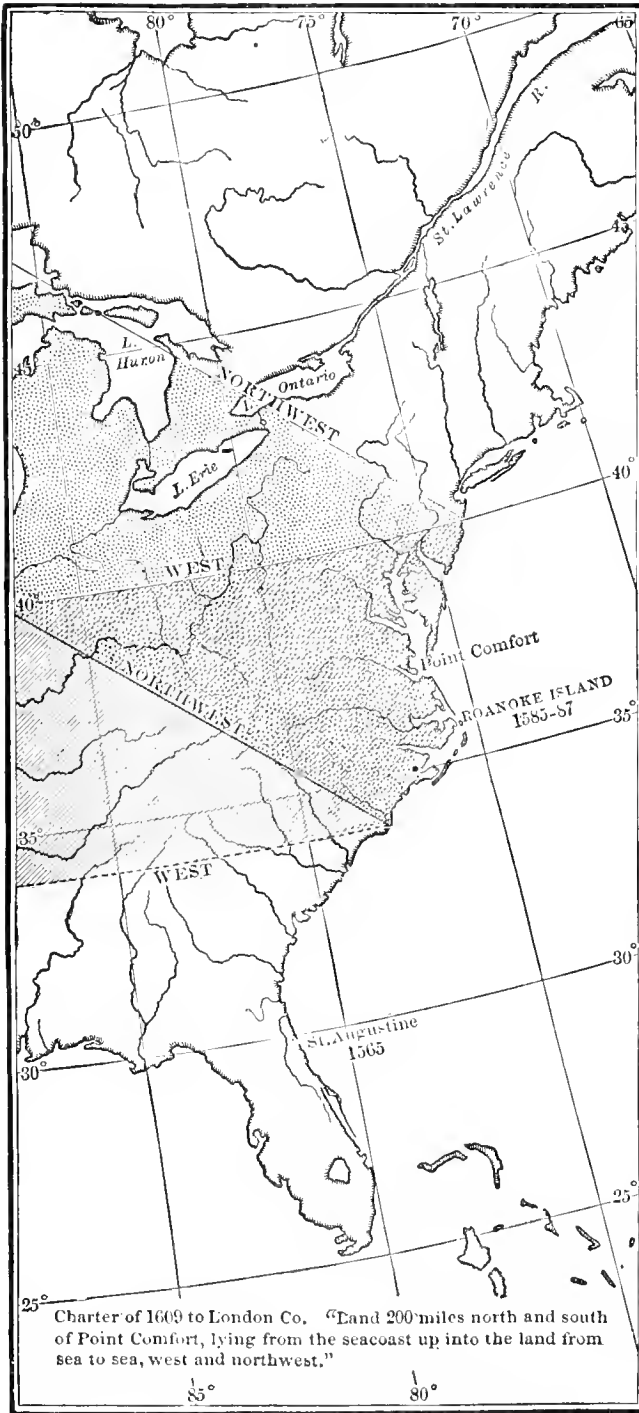 80°
75°
70°
65
50°
R.
St. Lawrence
45
L.
Huron
45
NORTHWEST
Ontario
L. Erie
40°
WEST
40°
NORTHWEST
Point Comfort
ROANOKE ISLAND
1585-87
35°
35°
WEST
30°
St. Augustine
1565
30°
25°
25°
Charter of 1609 to London Co. "Land 200 miles north and south
of Point Comfort, lying from the seacoast up into the land from
sea to sea, west and northwest."
85°
80°